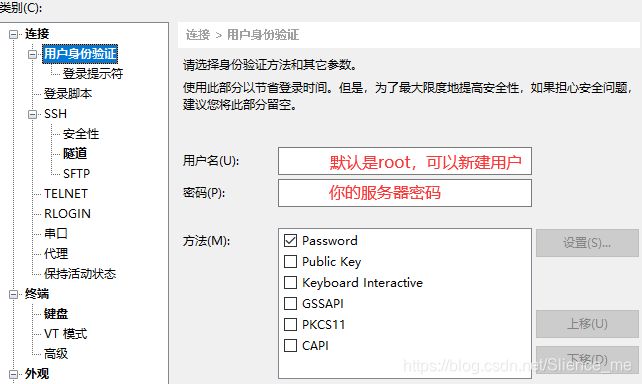 类别(C):
连接
用户身份验证
登录提示符
登录脚本
SSH
安全性
隧道
SFTP
TELNET
RLOGIN
串口
代理
保持活动状态
终端
键盘
VT 模式
高级
外观
连接 > 用户身份验证
请选择身份验证方法和其它参数。
使用此部分以节省登录时间。但是，为了最大限度地提高安全性，如果担心安全问题，
建议您将此部分留空。
用户名(U):
默认是root，可以新建用户
密码(P):
你的服务器密码
方法(M):
Password
Public Key
Keyboard Interactive
GSSAPI
PKCS11
CAPI
设置(S)...
上移(U)
下移(D)
https://blog.csdn.net/Slience_me